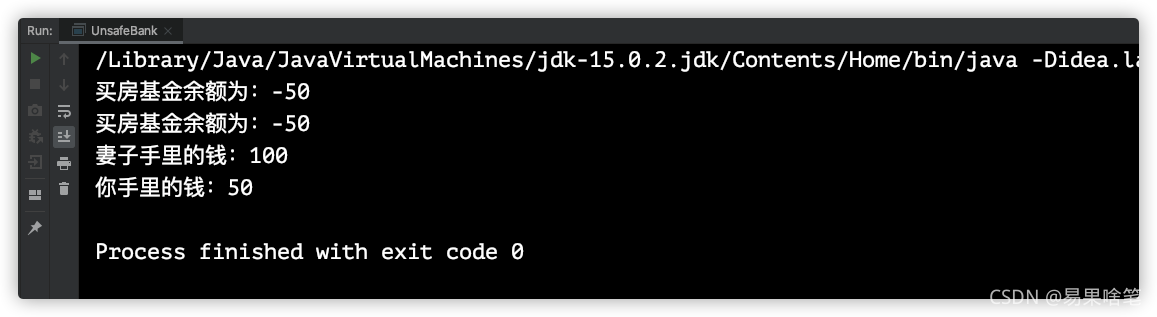 Run: UnsafeBank
/Library/Java/JavaVirtualMachines/jdk-15.0.2.jdk/Contents/Home/bin/java -Didea.la
买房基金余额为：-50
买房基金余额为：-50
妻子手里的钱：100
你手里的钱：50
Process finished with exit code 0
CSDN @易果啥笔